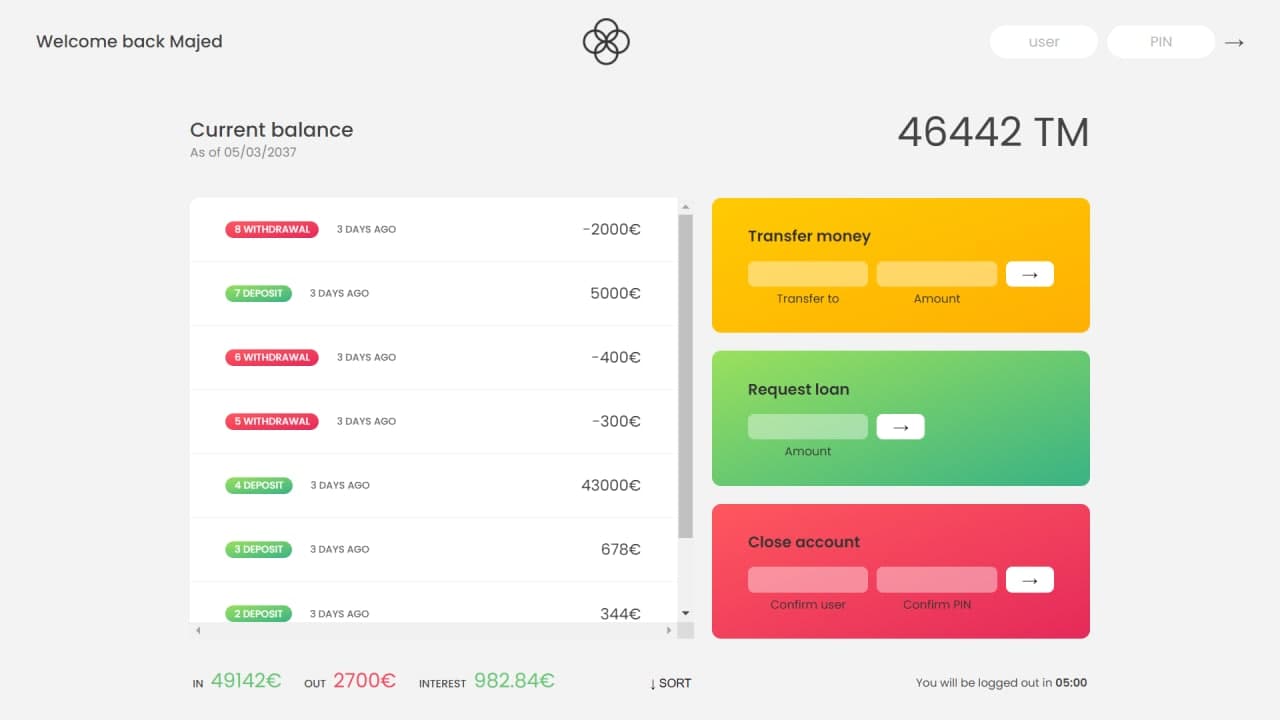 Welcome back Majed
user
PIN
→
Current balance
As of 05/03/2037
46442 TM
8 WITHDRAWAL 3 DAYS AGO -2000€
7 DEPOSIT 3 DAYS AGO 5000€
6 WITHDRAWAL 3 DAYS AGO -400€
5 WITHDRAWAL 3 DAYS AGO -300€
4 DEPOSIT 3 DAYS AGO 43000€
3 DEPOSIT 3 DAYS AGO 678€
2 DEPOSIT 3 DAYS AGO 344€
Transfer money
→
Transfer to Amount
Request loan
→
Amount
Close account
→
Confirm user Confirm PIN
IN 49142€ OUT 2700€ INTEREST 982.84€
↓ SORT
You will be logged out in 05:00